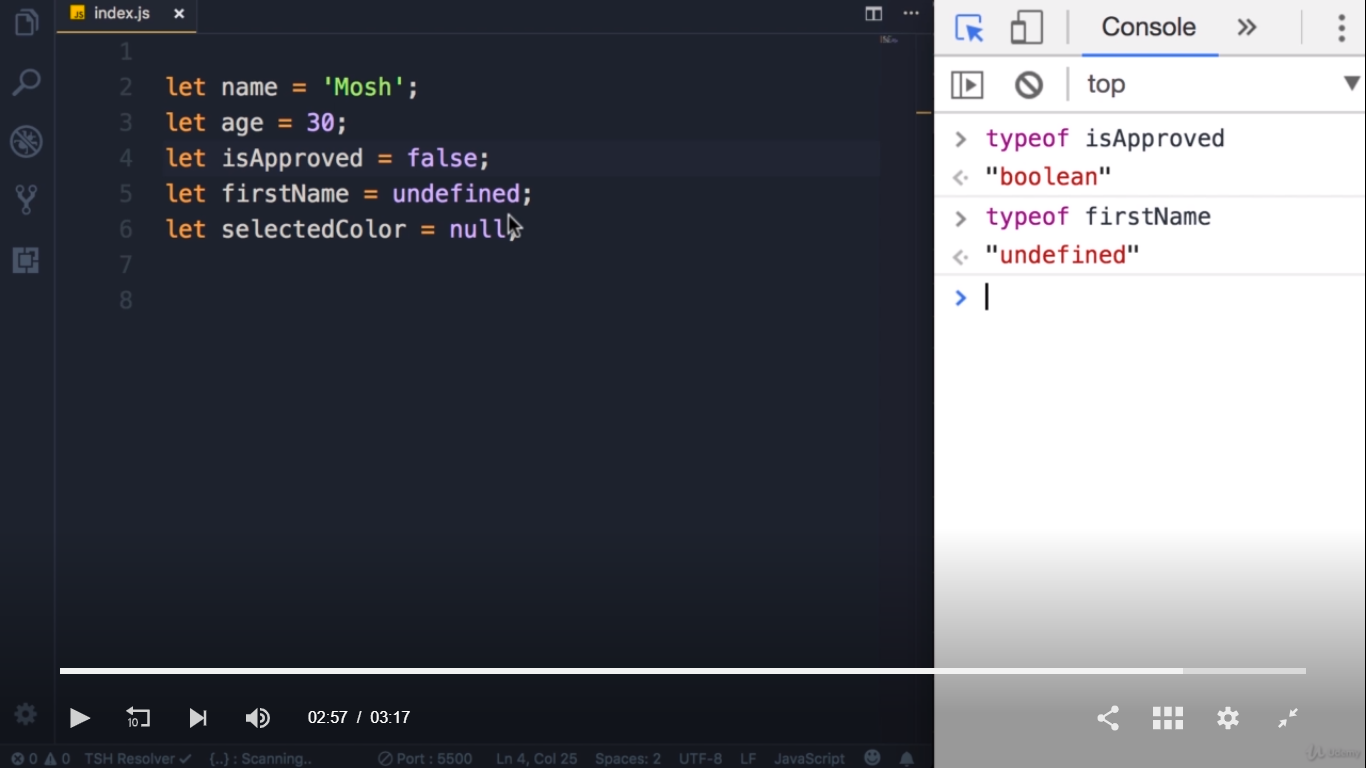 JS index.js ×
1
2 let name = 'Mosh';
3 let age = 30;
4 let isApproved = false;
5 let firstName = undefined;
6 let selectedColor = null;
7
8
Console »
top
> typeof isApproved
"boolean"
> typeof firstName
"undefined"
>
10
02:57 / 03:17
0 0 TSH Resolver {..} : Scanning.. Port : 5500 Ln 4, Col 25 Spaces: 2 UTF-8 LF JavaScript
Udemy